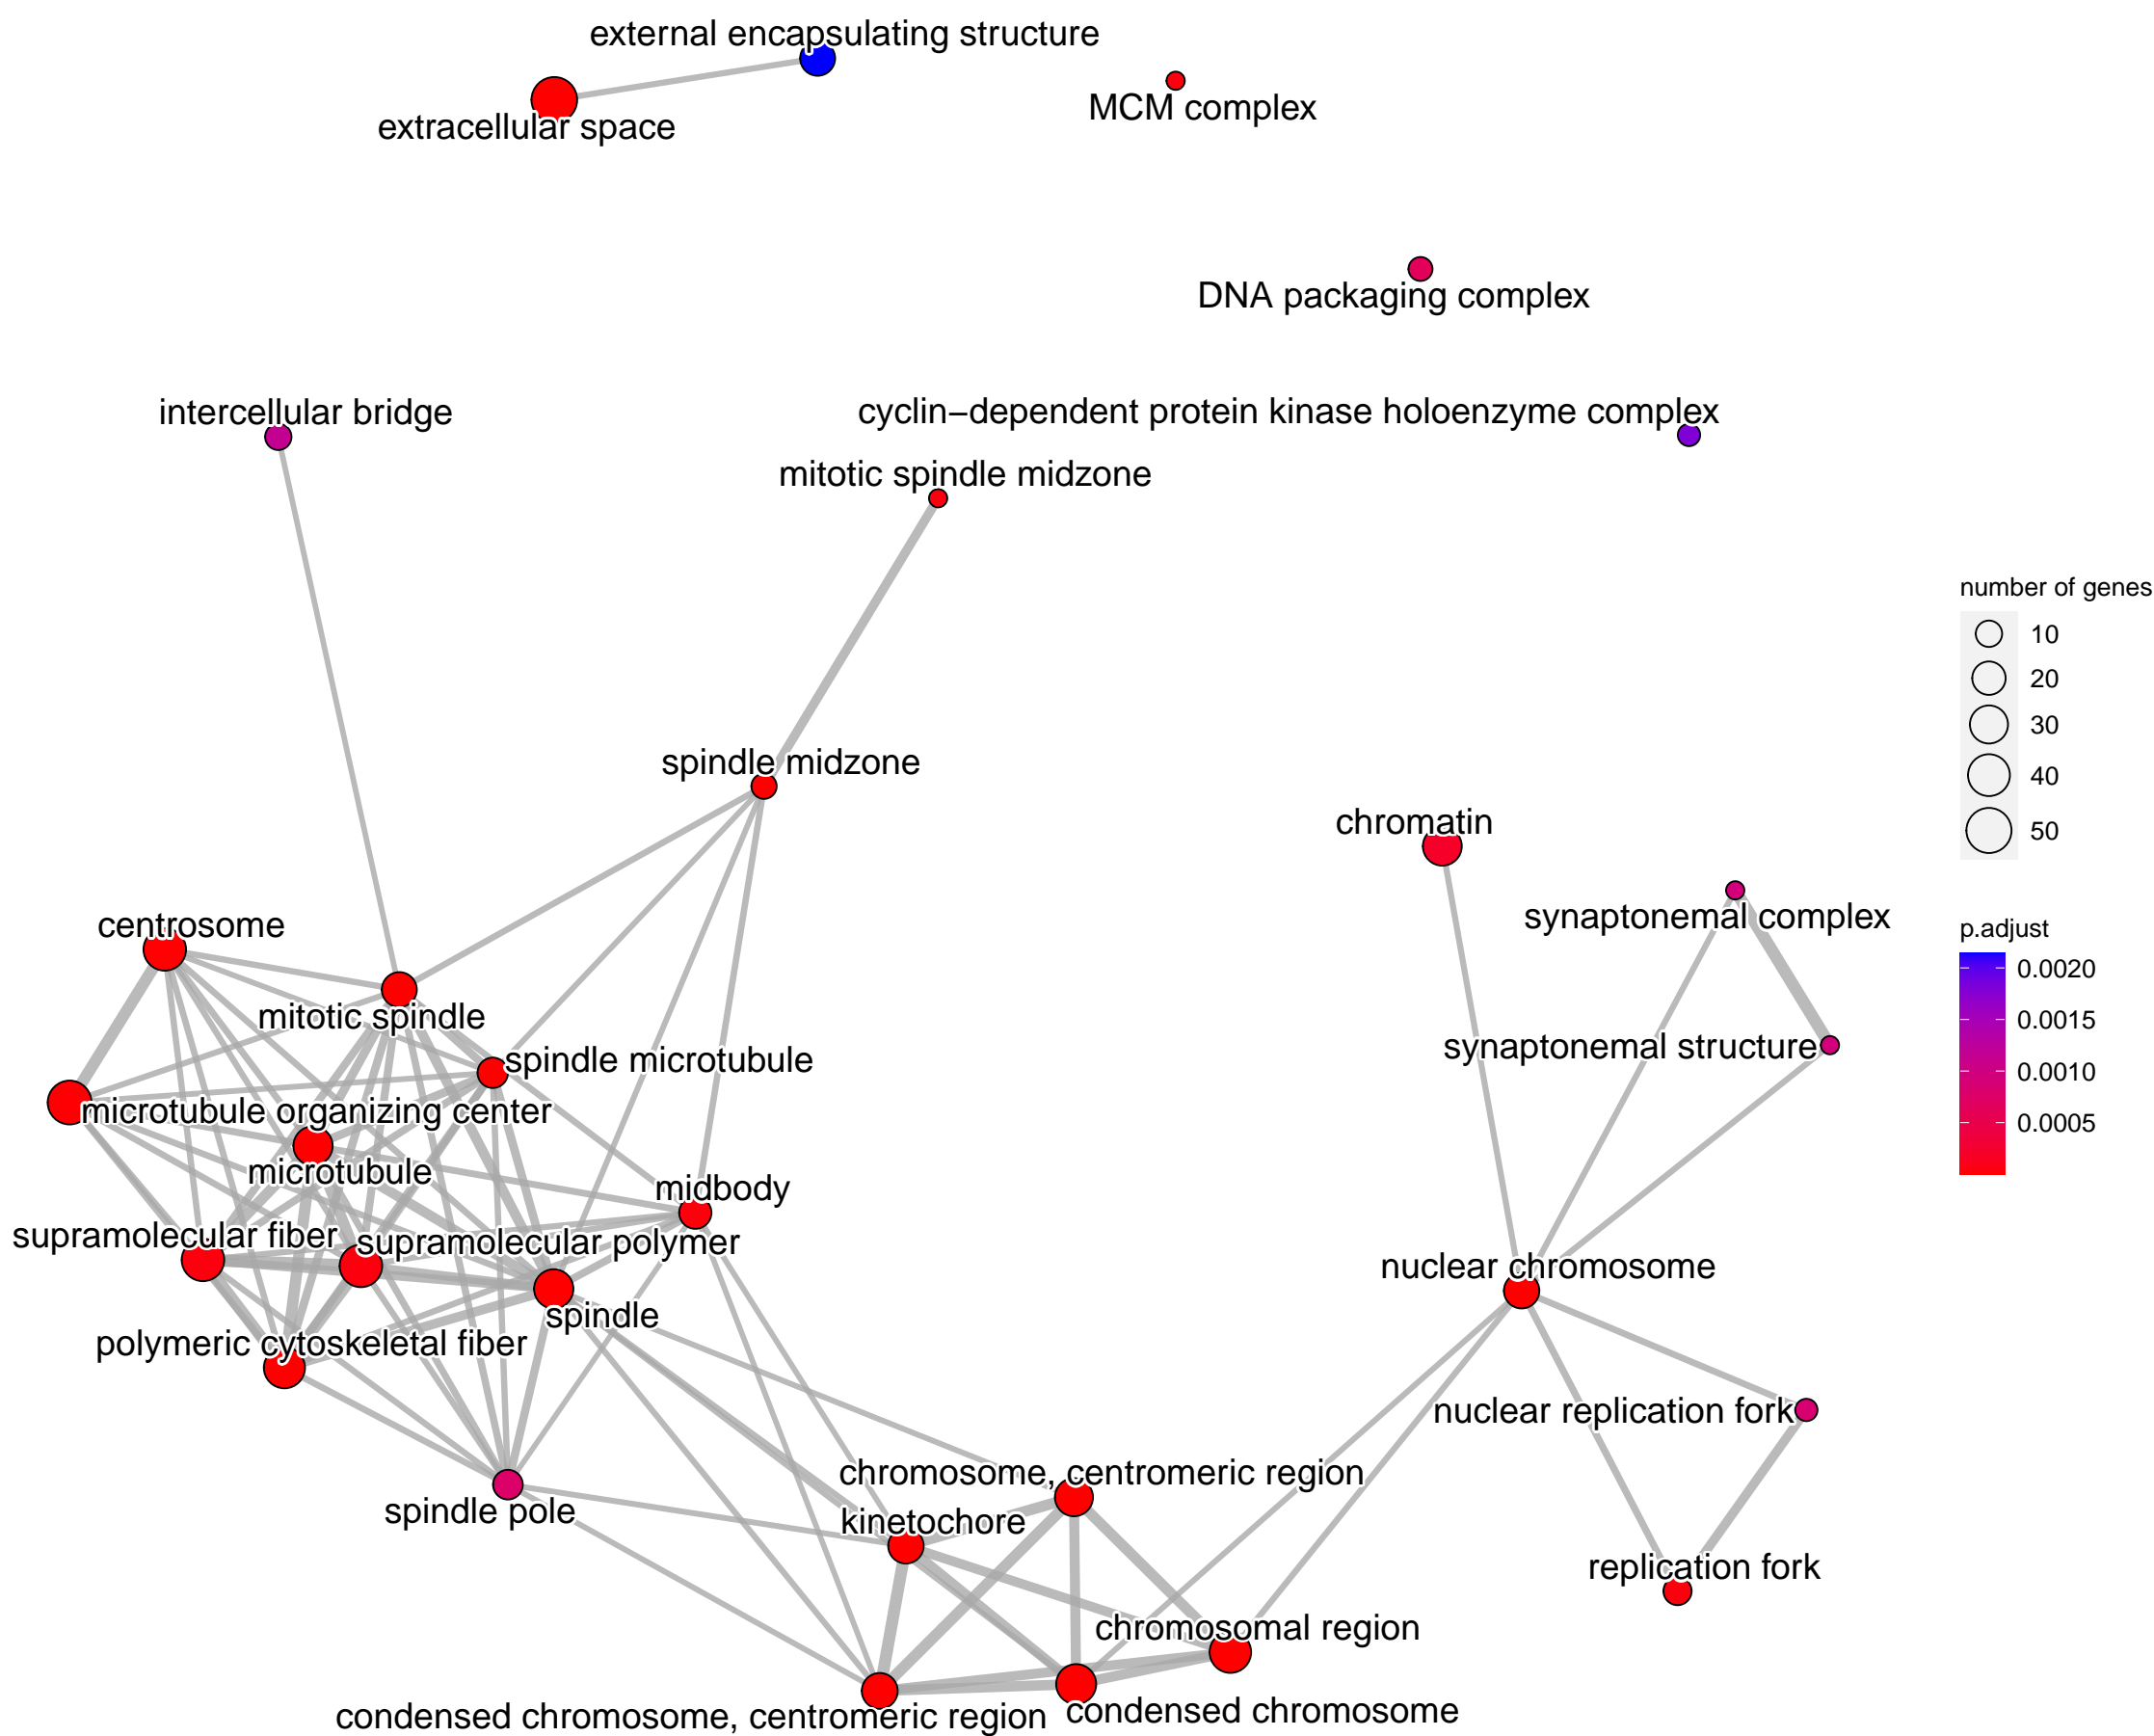 external encapsulating structure
extracellular space
MCM complex
DNA packaging complex
intercellular bridge
cyclin−dependent protein kinase holoenzyme complex
mitotic spindle midzone
number of genes
10
20
30
40
50
spindle midzone
chromatin
synaptonemal complex
centrosome
p.adjust
0.0020
0.0015
0.0010
0.0005
mitotic spindle
synaptonemal structure
spindle microtubule
microtubule organizing center
microtubule
midbody
supramolecular fiber
supramolecular polymer
nuclear chromosome
spindle
polymeric cytoskeletal fiber
nuclear replication fork
chromosome, centromeric region
spindle pole
kinetochore
replication fork
chromosomal region
condensed chromosome, centromeric region
condensed chromosome